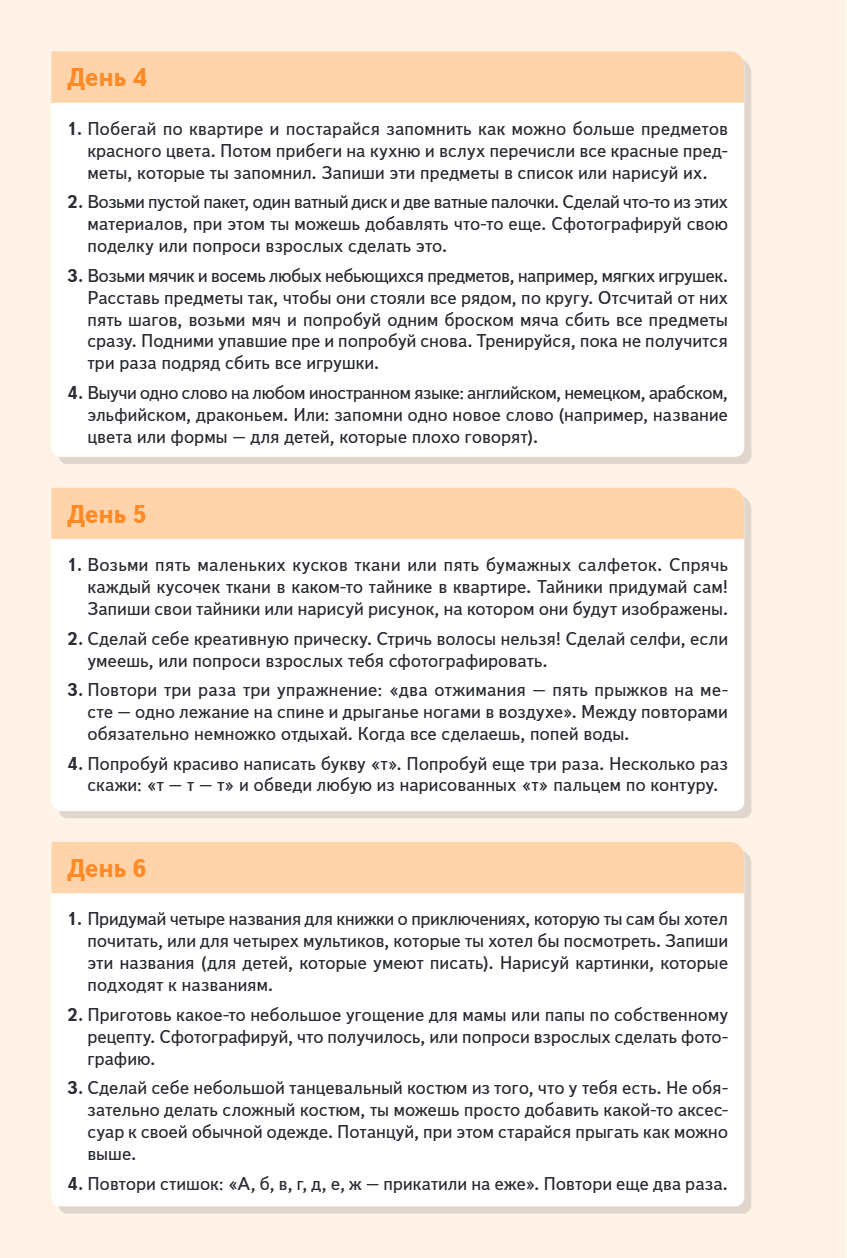 День 4
1. Побегай по квартире и постарайся запомнить как можно больше предметов
красного цвета. Потом прибеги на кухню и вслух перечисли все красные пред-
меты, которые ты запомнил. Запиши эти предметы в список или нарисуй их.
2. Возьми пустой пакет, один ватный диск и две ватные палочки. Сделай что-то из этих
материалов, при этом ты можешь добавлять что-то еще. Сфотографируй свою
поделку или попроси взрослых сделать это.
3. Возьми мячик и восемь любых небьющихся предметов, например, мягких игрушек.
Расставь предметы так, чтобы они стояли все рядом, по кругу. Отсчитай от них
пять шагов, возьми мяч и попробуй одним броском мяча сбить все предметы
сразу. Подними упавшие пре и попробуй снова. Тренируйся, пока не получится
три раза подряд сбить все игрушки.
4. Выучи одно слово на любом иностранном языке: английском, немецком, арабском,
эльфийском, драконьем. Или: запомни одно новое слово (например, название
цвета или формы — для детей, которые плохо говорят).
День 5
1. Возьми пять маленьких кусков ткани или пять бумажных салфеток. Спрячь
каждый кусочек ткани в каком-то тайнике в квартире. Тайники придумай сам!
Запиши свои тайники или нарисуй рисунок, на котором они будут изображены.
2. Сделай себе креативную прическу. Стричь волосы нельзя! Сделай селфи, если
умеешь, или попроси взрослых тебя сфотографировать.
3. Повтори три раза три упражнение: «два отжимания — пять прыжков на ме-
сте — одно лежание на спине и дрыганье ногами в воздухе». Между повторами
обязательно немножко отдыхай. Когда все сделаешь, попей воды.
4. Попробуй красиво написать букву «т». Попробуй еще три раза. Несколько раз
скажи: «т — т — т» и обведи любую из нарисованных «т» пальцем по контуру.
День 6
1. Придумай четыре названия для книжки о приключениях, которую ты сам бы хотел
почитать, или для четырех мультиков, которые ты хотел бы посмотреть. Запиши
эти названия (для детей, которые умеют писать). Нарисуй картинки, которые
подходят к названиям.
2. Приготовь какое-то небольшое угощение для мамы или папы по собственному
рецепту. Сфотографируй, что получилось, или попроси взрослых сделать фото-
графию.
3. Сделай себе небольшой танцевальный костюм из того, что у тебя есть. Не обя-
зательно делать сложный костюм, ты можешь просто добавить какой-то аксес-
суар к своей обычной одежде. Потанцуй, при этом старайся прыгать как можно
выше.
4. Повтори стишок: «А, б, в, г, д, е, ж — прикатили на еже». Повтори еще два раза.